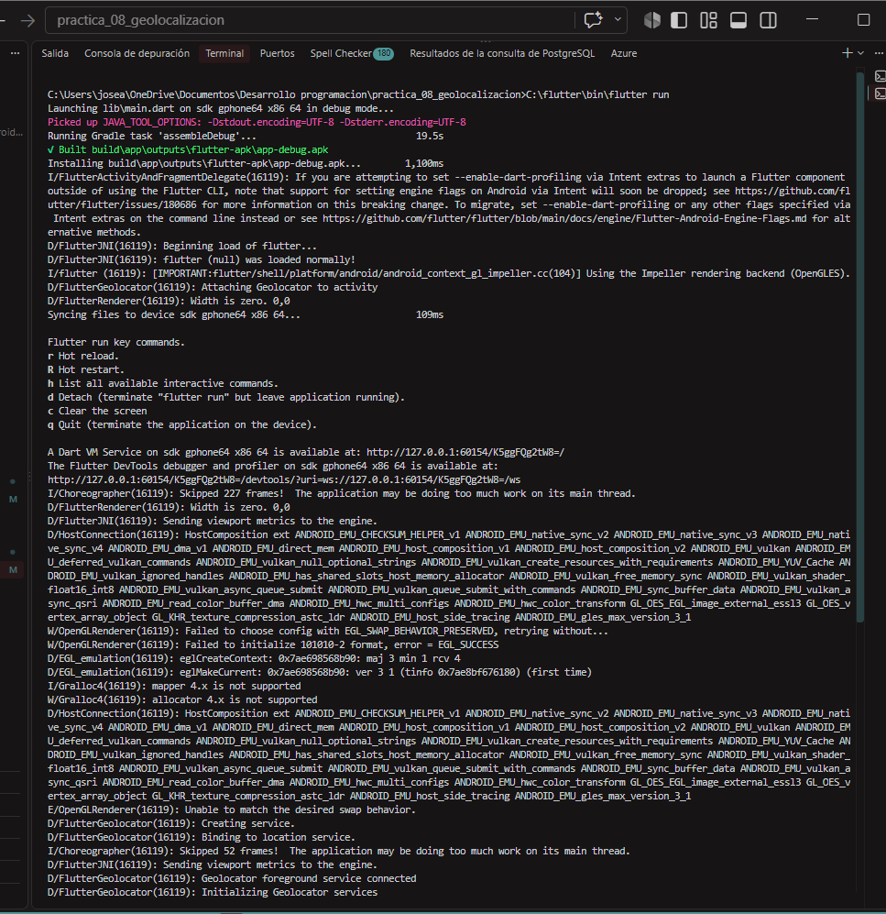 practica_08_geolocalizacion
Salida Consola de depuración Terminal Puertos Spell Checker 180 Resultados de la consulta de PostgreSQL Azure
C:\Users\josea\OneDrive\Documentos\Desarrollo programacion\practica_08_geolocalizacion>C:\flutter\bin\flutter run
Launching lib\main.dart on sdk gphone64 x86 64 in debug mode...
Picked up JAVA_TOOL_OPTIONS: -Dstdout.encoding=UTF-8 -Dstderr.encoding=UTF-8
Running Gradle task 'assembleDebug'... 19.5s
√ Built build\app\outputs\flutter-apk\app-debug.apk
Installing build\app\outputs\flutter-apk\app-debug.apk... 1,100ms
I/FlutterActivityAndFragmentDelegate(16119): If you are attempting to set --enable-dart-profiling via Intent extras to launch a Flutter component
outside of using the Flutter CLI, note that support for setting engine flags on Android via Intent will soon be dropped; see https://github.com/fl
utter/flutter/issues/180686 for more information on this breaking change. To migrate, set --enable-dart-profiling or any other flags specified via
Intent extras on the command line instead or see https://github.com/flutter/flutter/blob/main/docs/engine/Flutter-Android-Engine-Flags.md for alt
ernative methods.
D/FlutterJNI(16119): Beginning load of flutter...
D/FlutterJNI(16119): flutter (null) was loaded normally!
I/flutter (16119): [IMPORTANT:flutter/shell/platform/android/android_context_gl_impeller.cc(104)] Using the Impeller rendering backend (OpenGLES).
D/FlutterGeolocator(16119): Attaching Geolocator to activity
D/FlutterRenderer(16119): Width is zero. 0,0
Syncing files to device sdk gphone64 x86 64... 109ms
Flutter run key commands.
r Hot reload.
R Hot restart.
h List all available interactive commands.
d Detach (terminate "flutter run" but leave application running).
c Clear the screen
q Quit (terminate the application on the device).
A Dart VM Service on sdk gphone64 x86 64 is available at: http://127.0.0.1:60154/K5ggFQg2tW8=/
The Flutter DevTools debugger and profiler on sdk gphone64 x86 64 is available at:
http://127.0.0.1:60154/K5ggFQg2tW8=/devtools/?uri=ws://127.0.0.1:60154/K5ggFQg2tW8=/ws
I/Choreographer(16119): Skipped 227 frames!  The application may be doing too much work on its main thread.
D/FlutterRenderer(16119): Width is zero. 0,0
D/FlutterJNI(16119): Sending viewport metrics to the engine.
D/HostConnection(16119): HostComposition ext ANDROID_EMU_CHECKSUM_HELPER_v1 ANDROID_EMU_native_sync_v2 ANDROID_EMU_native_sync_v3 ANDROID_EMU_nati
ve_sync_v4 ANDROID_EMU_dma_v1 ANDROID_EMU_direct_mem ANDROID_EMU_host_composition_v1 ANDROID_EMU_host_composition_v2 ANDROID_EMU_vulkan ANDROID_EM
U_deferred_vulkan_commands ANDROID_EMU_vulkan_null_optional_strings ANDROID_EMU_vulkan_create_resources_with_requirements ANDROID_EMU_YUV_Cache AN
DROID_EMU_vulkan_ignored_handles ANDROID_EMU_has_shared_slots_host_memory_allocator ANDROID_EMU_vulkan_free_memory_sync ANDROID_EMU_vulkan_shader_
float16_int8 ANDROID_EMU_vulkan_async_queue_submit ANDROID_EMU_vulkan_queue_submit_with_commands ANDROID_EMU_sync_buffer_data ANDROID_EMU_vulkan_a
sync_qsri ANDROID_EMU_read_color_buffer_dma ANDROID_EMU_hwc_multi_configs ANDROID_EMU_hwc_color_transform GL_OES_EGL_image_external_essl3 GL_OES_v
ertex_array_object GL_KHR_texture_compression_astc_ldr ANDROID_EMU_host_side_tracing ANDROID_EMU_gles_max_version_3_1
W/OpenGLRenderer(16119): Failed to choose config with EGL_SWAP_BEHAVIOR_PRESERVED, retrying without...
W/OpenGLRenderer(16119): Failed to initialize 101010-2 format, error = EGL_SUCCESS
D/EGL_emulation(16119): eglCreateContext: 0x7ae698568b90: maj 3 min 1 rcv 4
D/EGL_emulation(16119): eglMakeCurrent: 0x7ae698568b90: ver 3 1 (tinfo 0x7ae8bf676180) (first time)
I/Gralloc4(16119): mapper 4.x is not supported
W/Gralloc4(16119): allocator 4.x is not supported
D/HostConnection(16119): HostComposition ext ANDROID_EMU_CHECKSUM_HELPER_v1 ANDROID_EMU_native_sync_v2 ANDROID_EMU_native_sync_v3 ANDROID_EMU_nati
ve_sync_v4 ANDROID_EMU_dma_v1 ANDROID_EMU_direct_mem ANDROID_EMU_host_composition_v1 ANDROID_EMU_host_composition_v2 ANDROID_EMU_vulkan ANDROID_EM
U_deferred_vulkan_commands ANDROID_EMU_vulkan_null_optional_strings ANDROID_EMU_vulkan_create_resources_with_requirements ANDROID_EMU_YUV_Cache AN
DROID_EMU_vulkan_ignored_handles ANDROID_EMU_has_shared_slots_host_memory_allocator ANDROID_EMU_vulkan_free_memory_sync ANDROID_EMU_vulkan_shader_
float16_int8 ANDROID_EMU_vulkan_async_queue_submit ANDROID_EMU_vulkan_queue_submit_with_commands ANDROID_EMU_sync_buffer_data ANDROID_EMU_vulkan_a
sync_qsri ANDROID_EMU_read_color_buffer_dma ANDROID_EMU_hwc_multi_configs ANDROID_EMU_hwc_color_transform GL_OES_EGL_image_external_essl3 GL_OES_v
ertex_array_object GL_KHR_texture_compression_astc_ldr ANDROID_EMU_host_side_tracing ANDROID_EMU_gles_max_version_3_1
E/OpenGLRenderer(16119): Unable to match the desired swap behavior.
D/FlutterGeolocator(16119): Creating service.
D/FlutterGeolocator(16119): Binding to location service.
I/Choreographer(16119): Skipped 52 frames!  The application may be doing too much work on its main thread.
D/FlutterJNI(16119): Sending viewport metrics to the engine.
D/FlutterGeolocator(16119): Geolocator foreground service connected
D/FlutterGeolocator(16119): Initializing Geolocator services
roid...
M
M